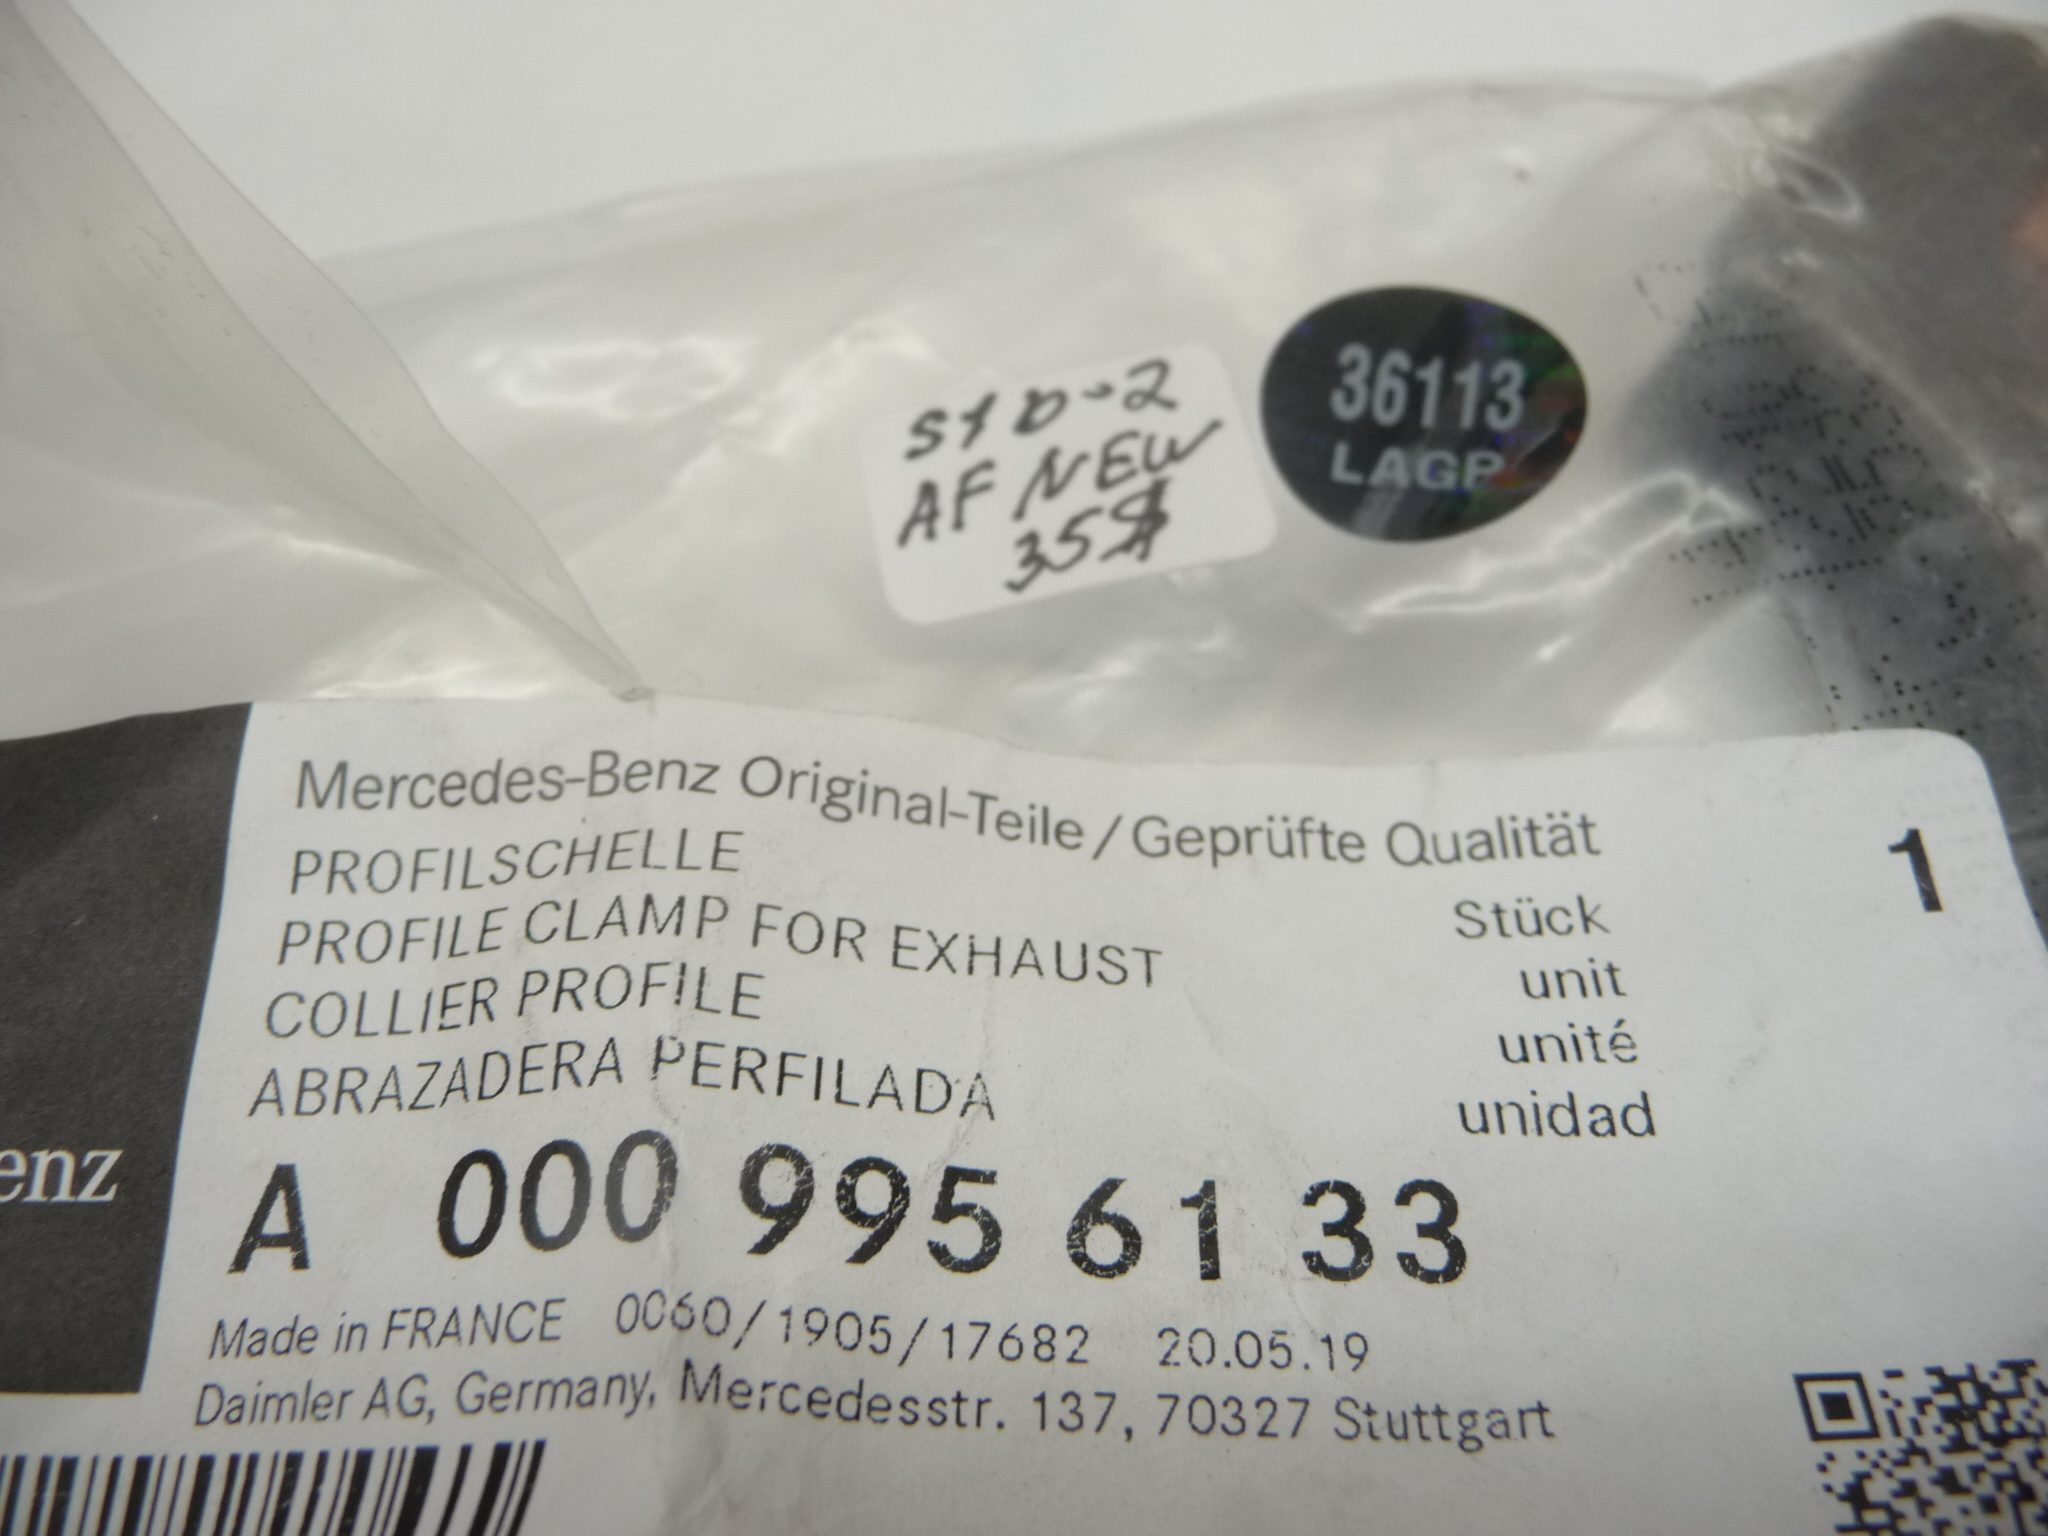 AF NEW
35$
36113
LAGP
Mercedes-Benz Original-Teile/Geprüfte Qualität
1
PROFILSCHELLE
Stück
PROFILE CLAMP FOR EXHAUST
unit
COLLIER PROFILE
unité
ABRAZADERA PERFILADA
unidad
enz
A 000 995 61 33
Made in FRANCE 0060/1905/17682 20.05.19
Daimler AG, Germany, Mercedesstr. 137, 70327 Stuttgart